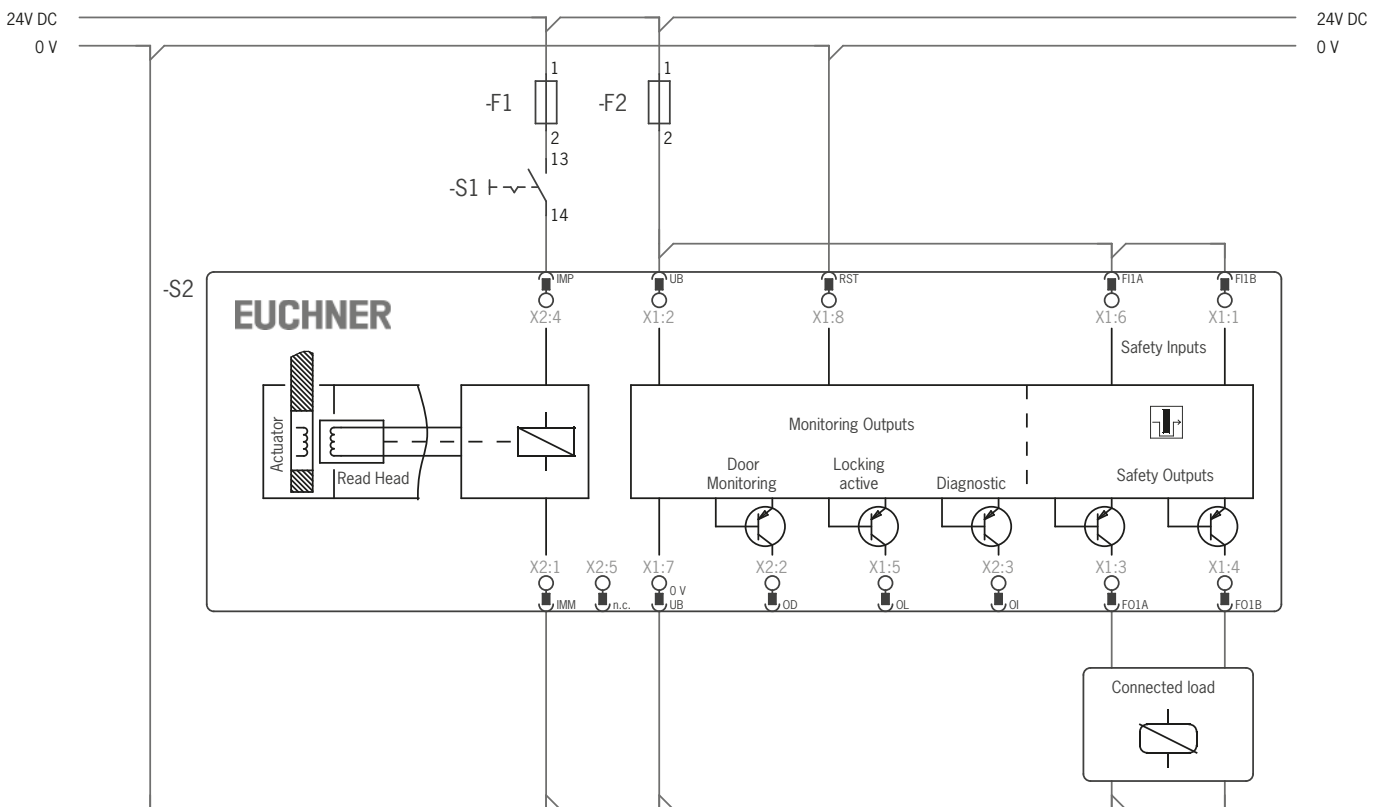 24V DC
24V DC
0 V
0 V
1
1
-F1
-F2
2
2
13
-S1
14
-S2
IMP
UB
RST
FI1A
FI1B
EUCHNER
X2:4
X1:2
X1:8
X1:6
X1:1
Safety Inputs
Actuator
Read Head
Monitoring Outputs
Door
Monitoring
Locking
active
Diagnostic
Safety Outputs
X2:1
X2:5
X1:7
X2:2
X1:5
X2:3
X1:3
X1:4
0 V
IMM
n.c.
UB
OD
OL
OI
FO1A
FO1B
Connected load